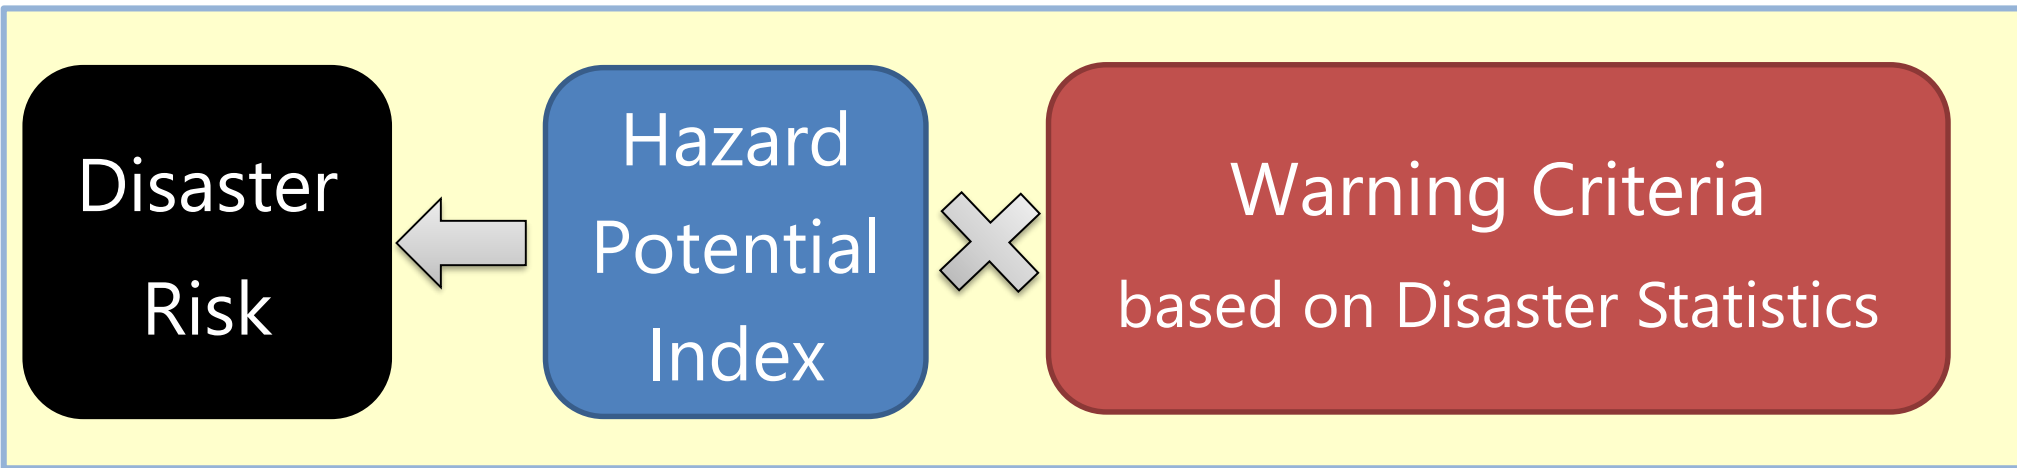 Disaster
Risk
Hazard
Potential
Index
Warning Criteria
based on Disaster Statistics